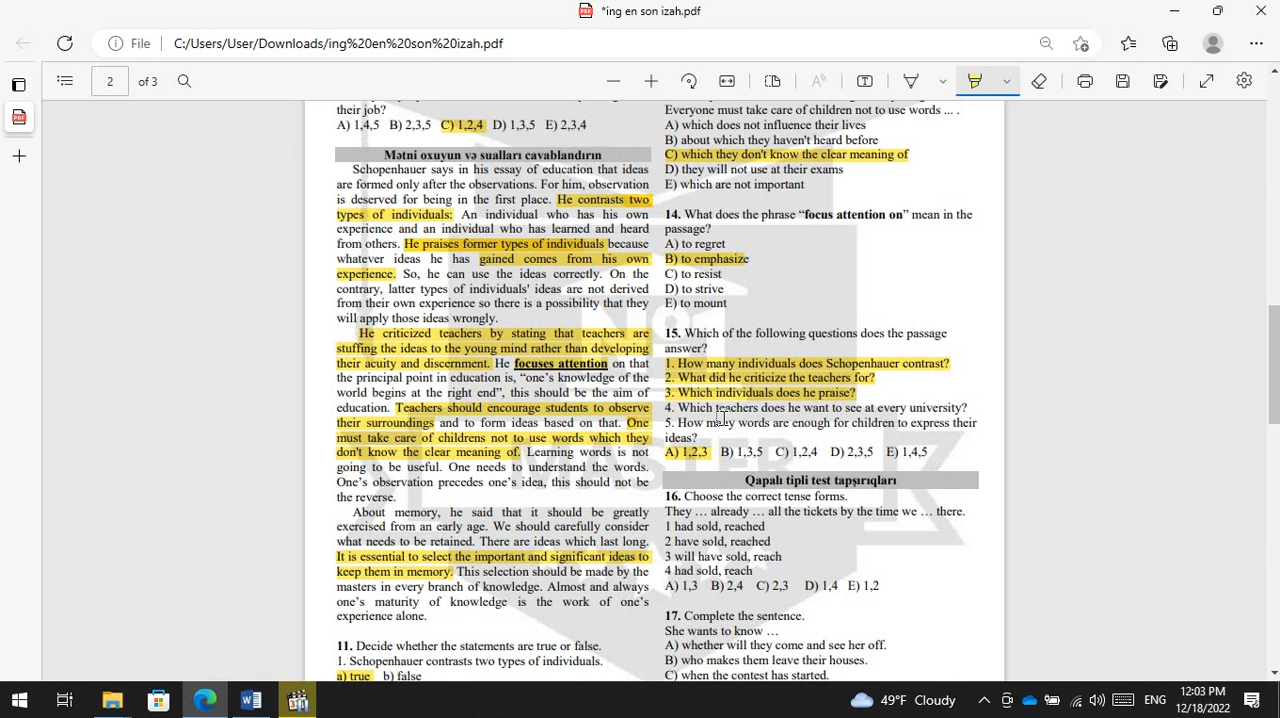 *ing en son izah.pdf
File
C:/Users/User/Downloads/ing%20en%20son%20izah.pdf
2 of 3
their job?
A) 1,4,5 B) 2,3,5 C) 1,2,4 D) 1,3,5 E) 2,3,4
Mətni oxuyun və sualları cavablandırın
Schopenhauer says in his essay of education that ideas
are formed only after the observations. For him, observation
is deserved for being in the first place. He contrasts two
types of individuals: An individual who has his own
experience and an individual who has learned and heard
from others. He praises former types of individuals because
whatever ideas he has gained comes from his own
experience. So, he can use the ideas correctly. On the
contrary, latter types of individuals' ideas are not derived
from their own experience so there is a possibility that they
will apply those ideas wrongly.
He criticized teachers by stating that teachers are
stuffing the ideas to the young mind rather than developing
their acuity and discernment. He focuses attention on that
the principal point in education is, “one’s knowledge of the
world begins at the right end”, this should be the aim of
education. Teachers should encourage students to observe
their surroundings and to form ideas based on that. One
must take care of childrens not to use words which they
don't know the clear meaning of. Learning words is not
going to be useful. One needs to understand the words.
One’s observation precedes one’s idea, this should not be
the reverse.
About memory, he said that it should be greatly
exercised from an early age. We should carefully consider
what needs to be retained. There are ideas which last long.
It is essential to select the important and significant ideas to
keep them in memory. This selection should be made by the
masters in every branch of knowledge. Almost and always
one’s maturity of knowledge is the work of one’s
experience alone.
11. Decide whether the statements are true or false.
1. Schopenhauer contrasts two types of individuals.
a) true b) false
Everyone must take care of children not to use words ... .
A) which does not influence their lives
B) about which they haven't heard before
C) which they don't know the clear meaning of
D) they will not use at their exams
E) which are not important
14. What does the phrase “focus attention on” mean in the
passage?
A) to regret
B) to emphasize
C) to resist
D) to strive
E) to mount
15. Which of the following questions does the passage
answer?
1. How many individuals does Schopenhauer contrast?
2. What did he criticize the teachers for?
3. Which individuals does he praise?
4. Which teachers does he want to see at every university?
5. How many words are enough for children to express their
ideas?
A) 1,2,3 B) 1,3,5 C) 1,2,4 D) 2,3,5 E) 1,4,5
Qapalı tipli test tapşırıqları
16. Choose the correct tense forms.
They … already … all the tickets by the time we … there.
1 had sold, reached
2 have sold, reached
3 will have sold, reach
4 had sold, reach
A) 1,3 B) 2,4 C) 2,3 D) 1,4 E) 1,2
17. Complete the sentence.
She wants to know …
A) whether will they come and see her off.
B) who makes them leave their houses.
C) when the contest has started.
49°F Cloudy
ENG
12:03 PM
12/18/2022